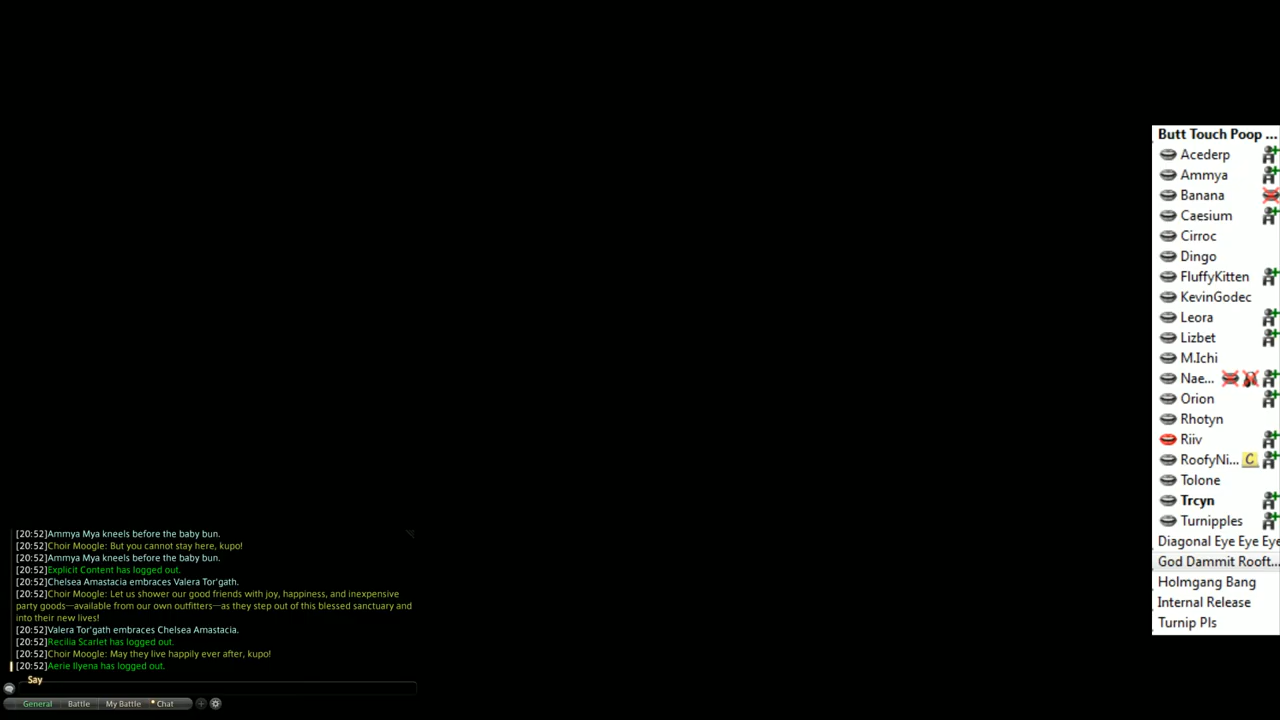 [20:52]Ammya Mya kneels before the baby bun.
[20:52]Choir Moogle: But you cannot stay here, kupo!
[20:52]Ammya Mya kneels before the baby bun.
[20:52]Explicit Content has logged out.
[20:52]Chelsea Amastacia embraces Valera Tor'gath.
[20:52]Choir Moogle: Let us shower our good friends with joy, happiness, and inexpensive
party goods—available from our own outfitters—as they step out of this blessed sanctuary and
into their new lives!
[20:52]Valera Tor'gath embraces Chelsea Amastacia.
[20:52]Recilia Scarlet has logged out.
[20:52]Choir Moogle: May they live happily ever after, kupo!
[20:52]Aerie Ilyena has logged out.
Say
General Battle My Battle Chat
Butt Touch Poop ...
Acederp
Ammya
Banana
Caesium
Cirroc
Dingo
FluffyKitten
KevinGodec
Leora
Lizbet
M.Ichi
Nae...
Orion
Rhotyn
Riiv
RoofyNi... C
Tolone
Trcyn
Turnipples
Diagonal Eye Eye Eye
God Dammit Rooft...
Holmgang Bang
Internal Release
Turnip Pls